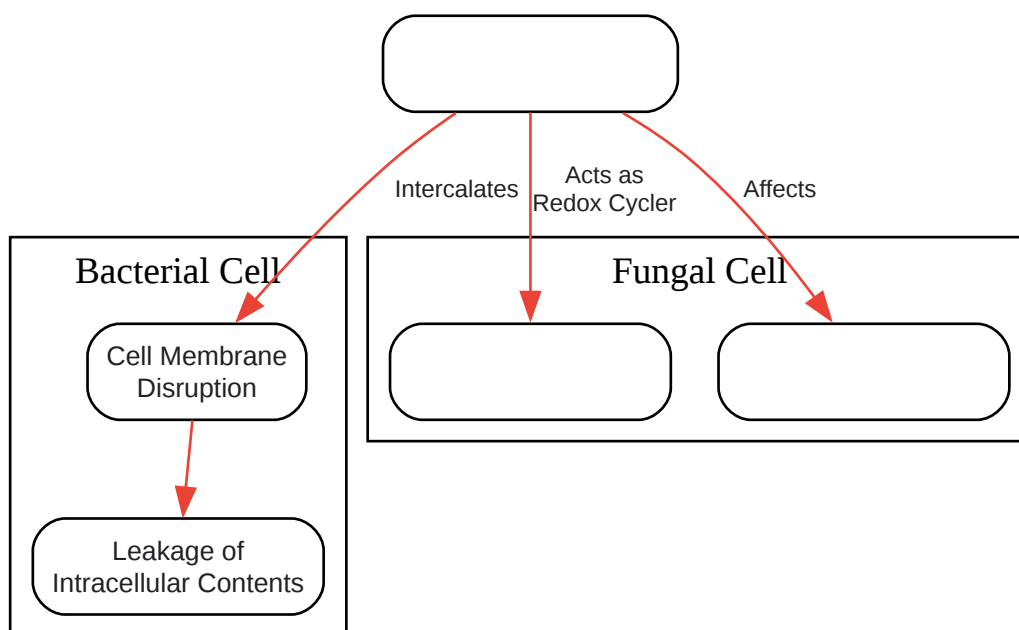 Intercalates
Acts as
Redox Cycler
Affects
Bacterial Cell
Fungal Cell
Cell Membrane
Disruption
Leakage of
Intracellular Contents